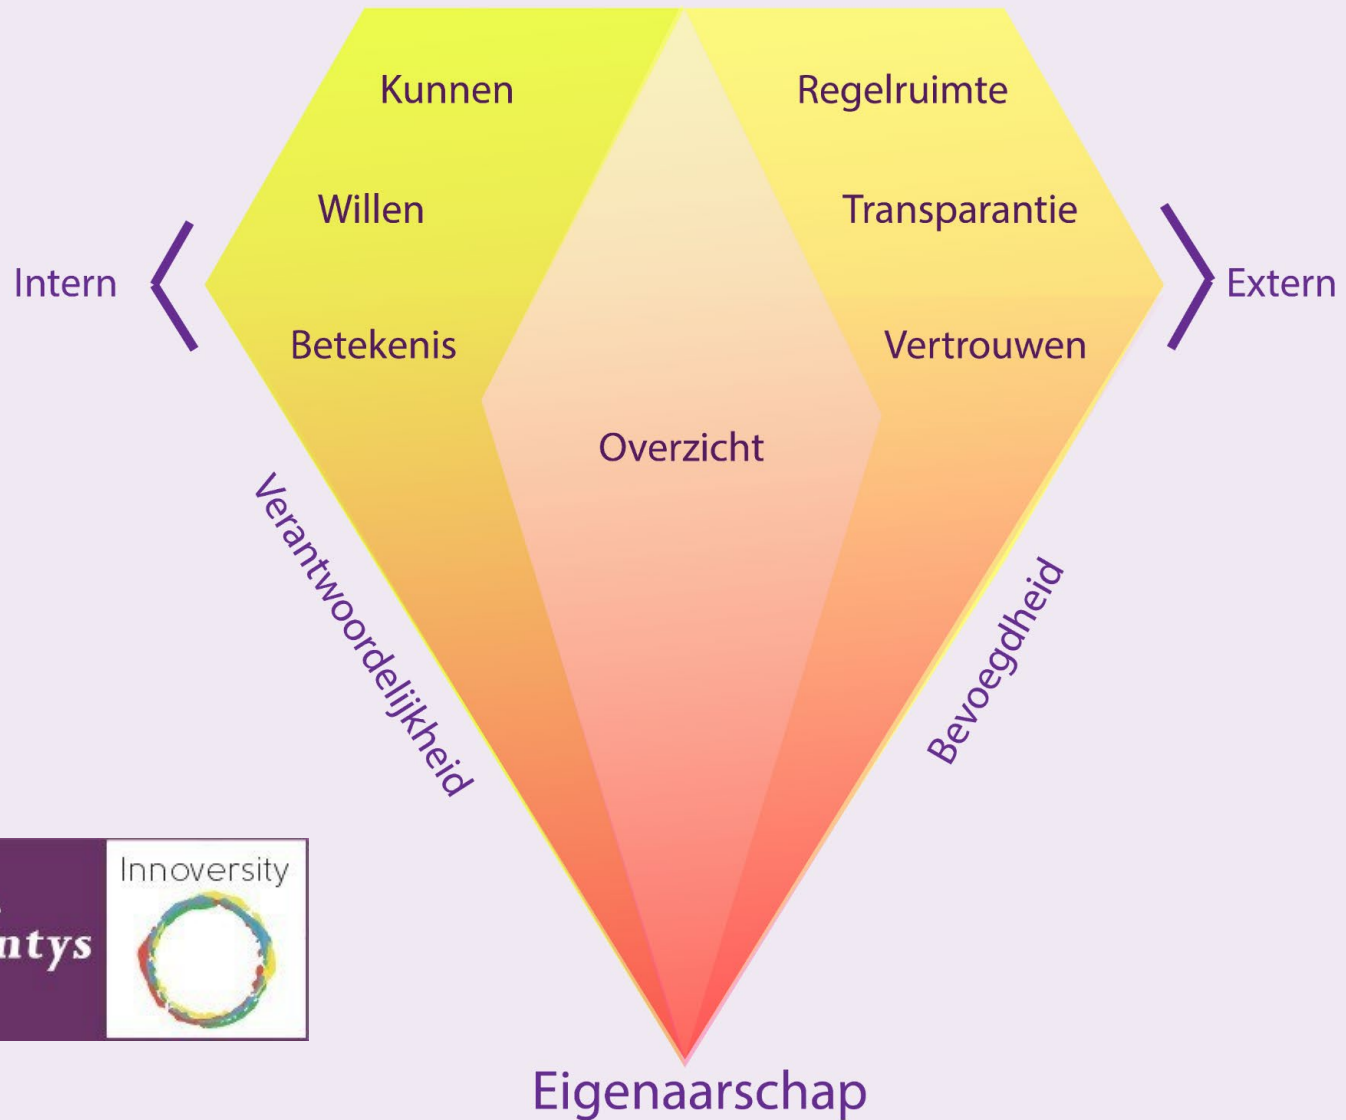 Kunnen
Regelruimte
Willen
Transparantie
Intern
Extern
Betekenis
Vertrouwen
Overzicht
Verantwoordelijkheid
Bevoegdheid
Innoversity
ntys
Eigenaarschap